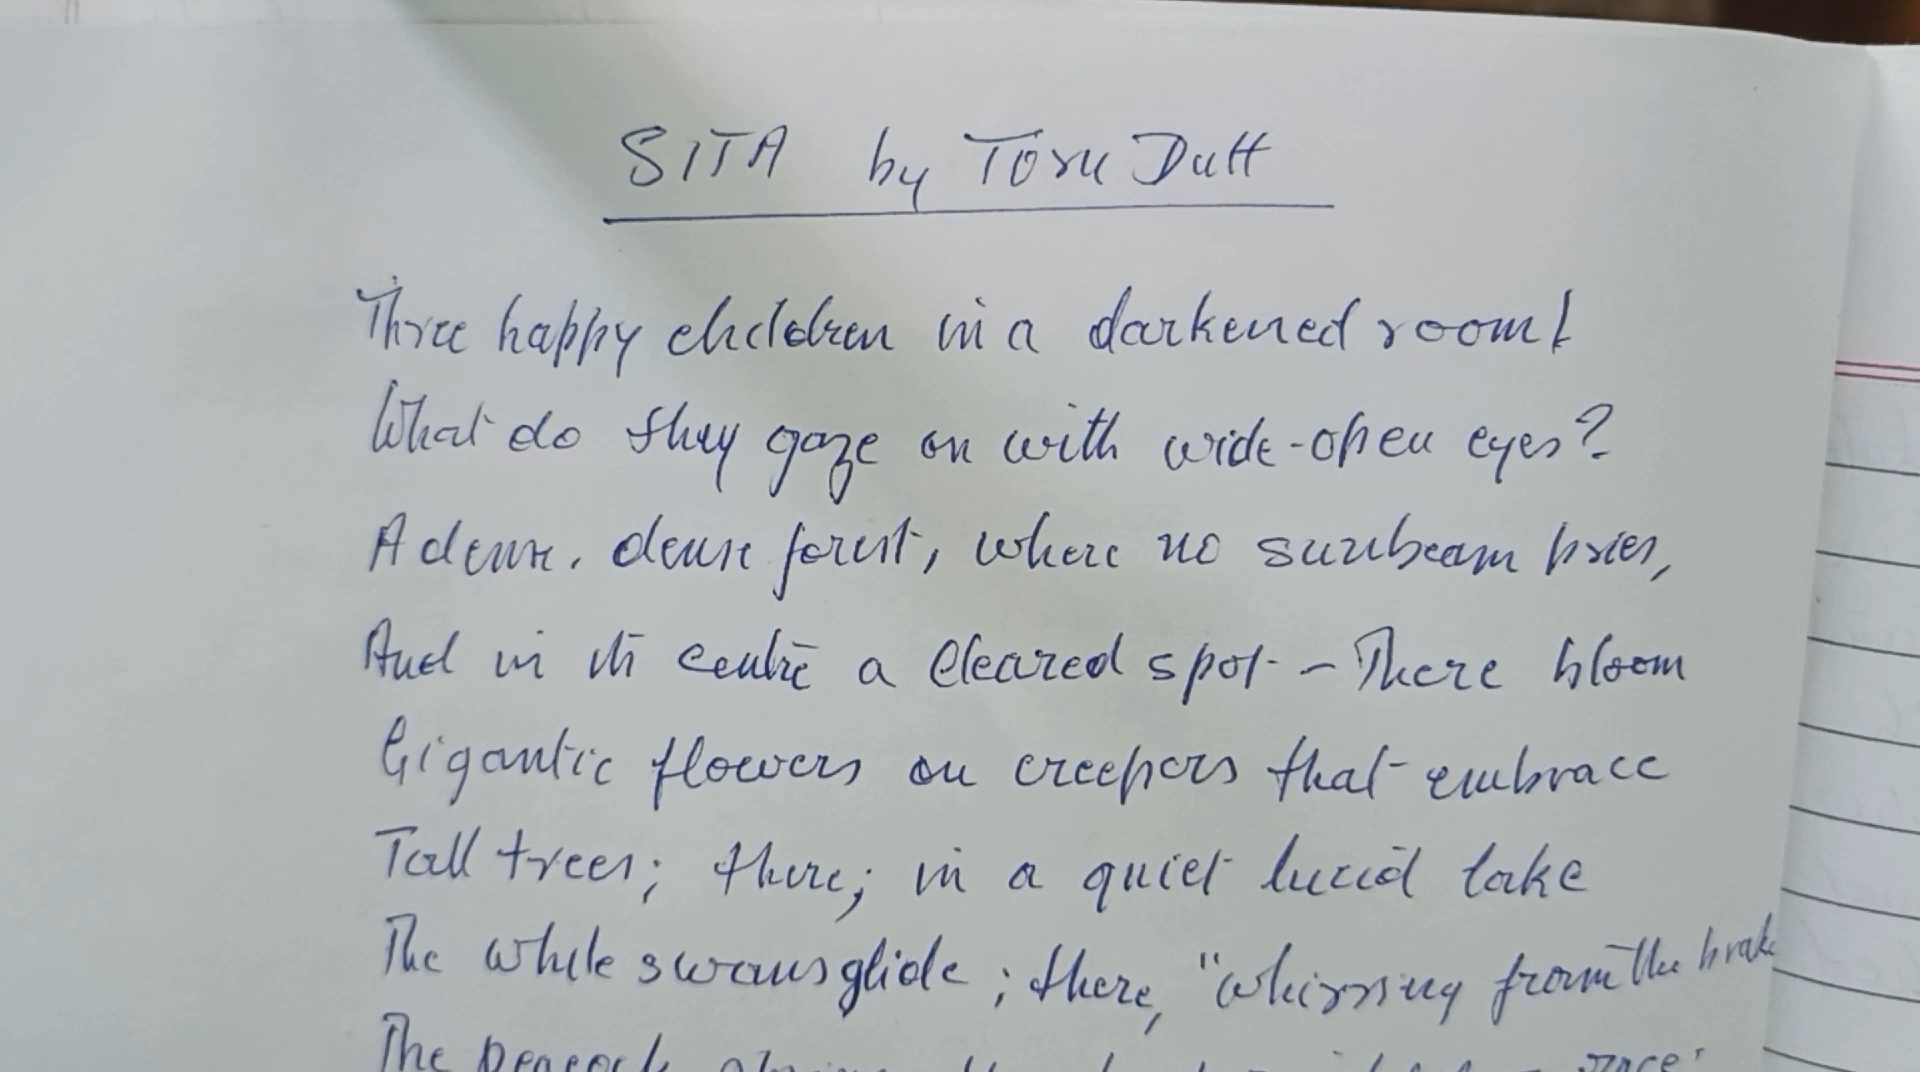 SITA by Toru Dutt
Three happy children in a darkened room!
What do they gaze on with wide-open eyes?
A dense, dense forest, where no sunbeam pries,
And in its centre a cleared spot - There bloom
Gigantic flowers on creepers that embrace
Tall trees; there; in a quiet lucid lake
The white swans glide; there, "whirring from the brake
The peacock